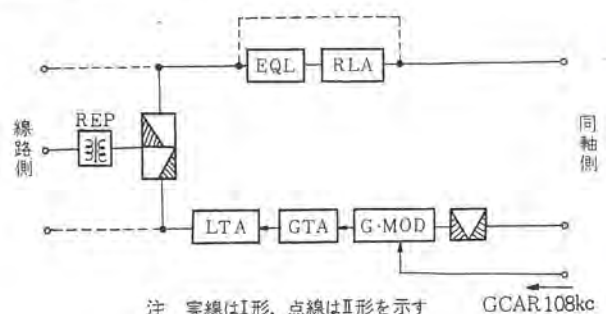 EQL
RLA
線路側
REP
同軸側
LTA
GTA
G·MOD
注 実線はI形,点線はII形を示す
GCAR 108kc